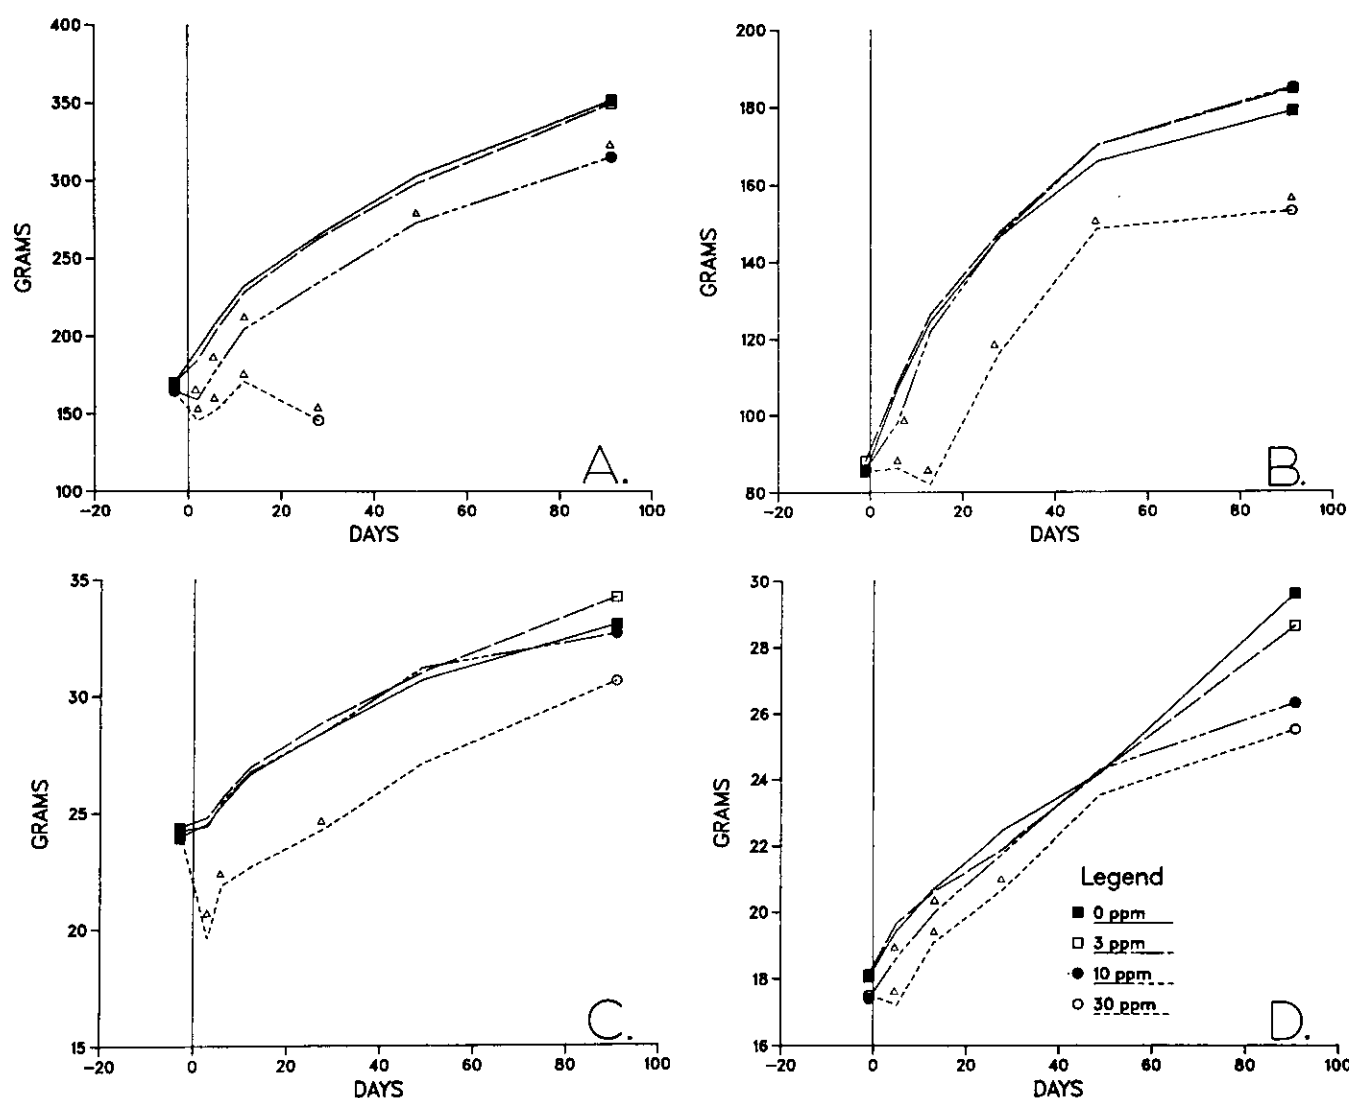 400
350
300
250
200
150
100
GRAMS
-20 0 20 40 60 80 100
DAYS
A.
200
180
160
140
120
100
80
GRAMS
-20 0 20 40 60 80 100
DAYS
B.
35
30
25
20
15
GRAMS
-20 0 20 40 60 80 100
DAYS
C.
30
28
26
24
22
20
18
16
GRAMS
-20 0 20 40 60 80 100
DAYS
Legend
0 ppm
3 ppm
10 ppm
30 ppm
D.